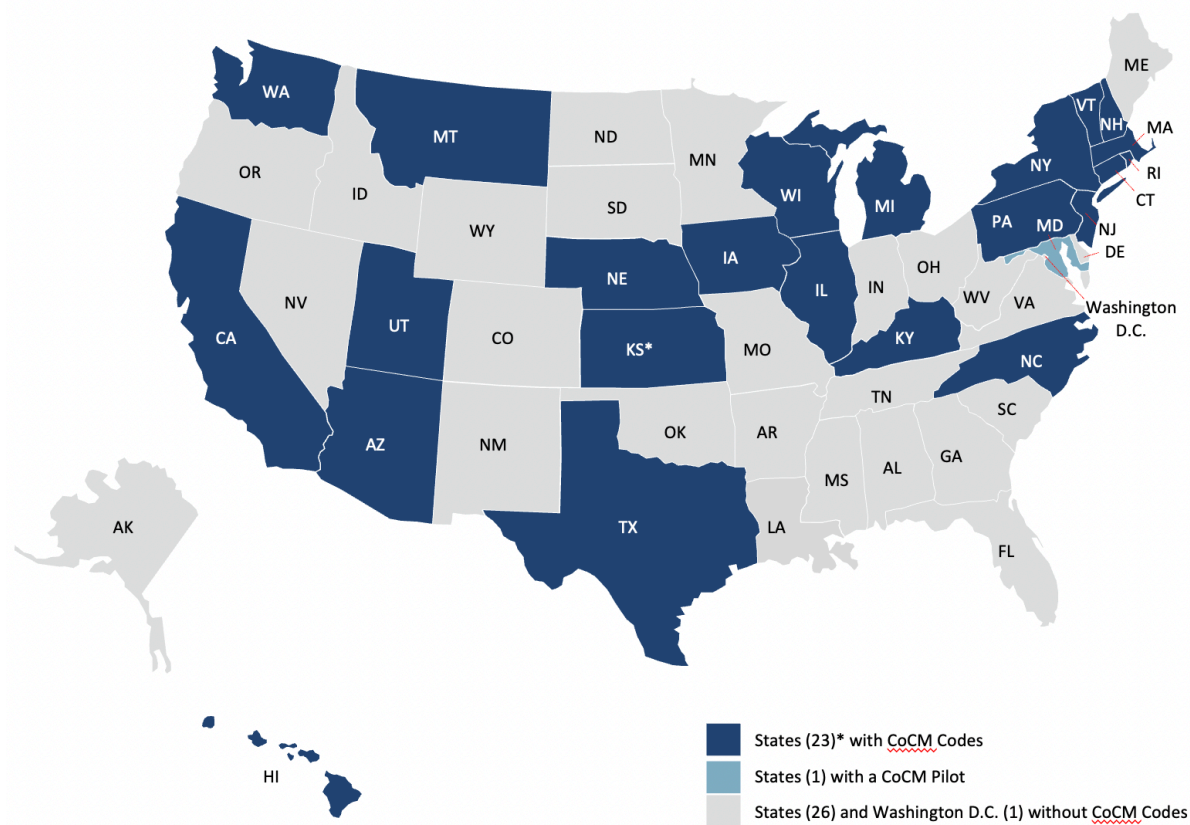 ME
WA
VT
MT
NH
MA
ND
MN
NY
RI
OR
ID
WI
CT
SD
MI
PA
MD
WY
NJ
DE
IA
OH
NE
IN
IL
WV
VA
NV
Washington
D.C.
UT
CO
CA
KS*
MO
KY
NC
TN
SC
AZ
NM
OK
AR
GA
AL
MS
AK
TX
LA
FL
HI
States (23)* with CoCM Codes
States (1) with a CoCM Pilot
States (26) and Washington D.C. (1) without CoCM Codes